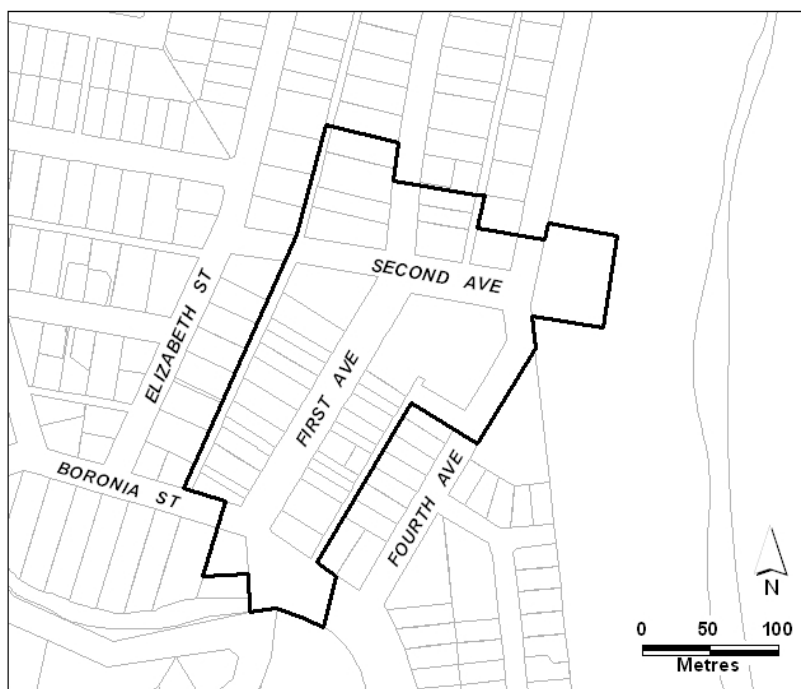 SECOND AVE
ELIZABETH ST
FIRST AVE
BORONIA ST
FOURTH AVE
N
0 50 100
Metres